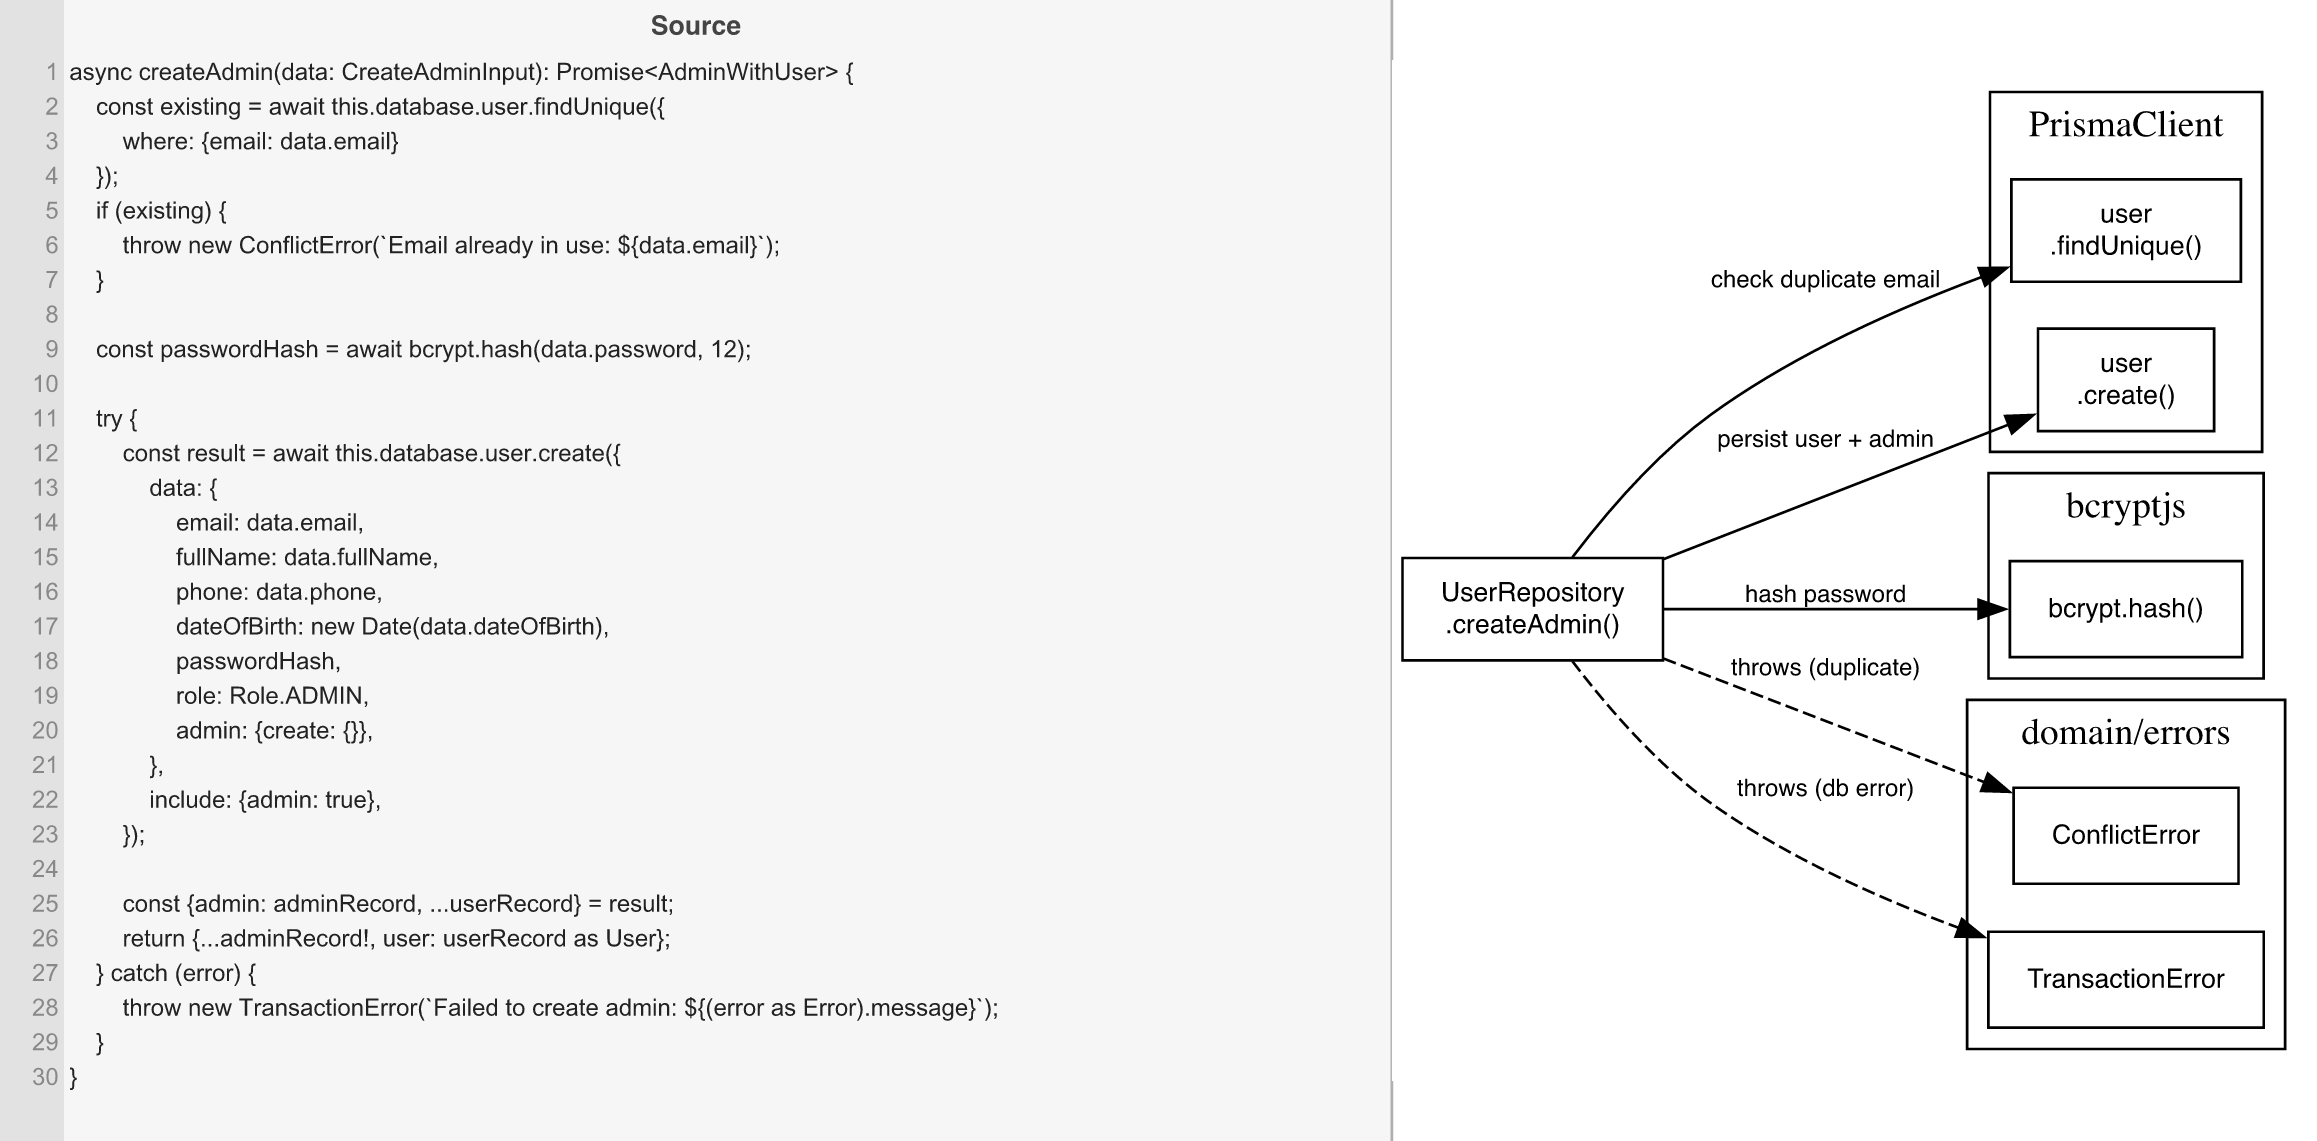 Source
1 async createAdmin(data: CreateAdminInput): Promise<AdminWithUser> {
2 const existing = await this.database.user.findUnique({
3 where: {email: data.email}
4 });
5 if (existing) {
6 throw new ConflictError(`Email already in use: ${data.email}`);
7 }
8
9 const passwordHash = await bcrypt.hash(data.password, 12);
10
11 try {
12 const result = await this.database.user.create({
13 data: {
14 email: data.email,
15 fullName: data.fullName,
16 phone: data.phone,
17 dateOfBirth: new Date(data.dateOfBirth),
18 passwordHash,
19 role: Role.ADMIN,
20 admin: {create: {}},
21 },
22 include: {admin: true},
23 });
24
25 const {admin: adminRecord, ...userRecord} = result;
26 return {...adminRecord!, user: userRecord as User};
27 } catch (error) {
28 throw new TransactionError(`Failed to create admin: ${(error as Error).message}`);
29 }
30 }
UserRepository
.createAdmin()
check duplicate email
persist user + admin
hash password
throws (duplicate)
throws (db error)
PrismaClient
user
.findUnique()
user
.create()
bcryptjs
bcrypt.hash()
domain/errors
ConflictError
TransactionError